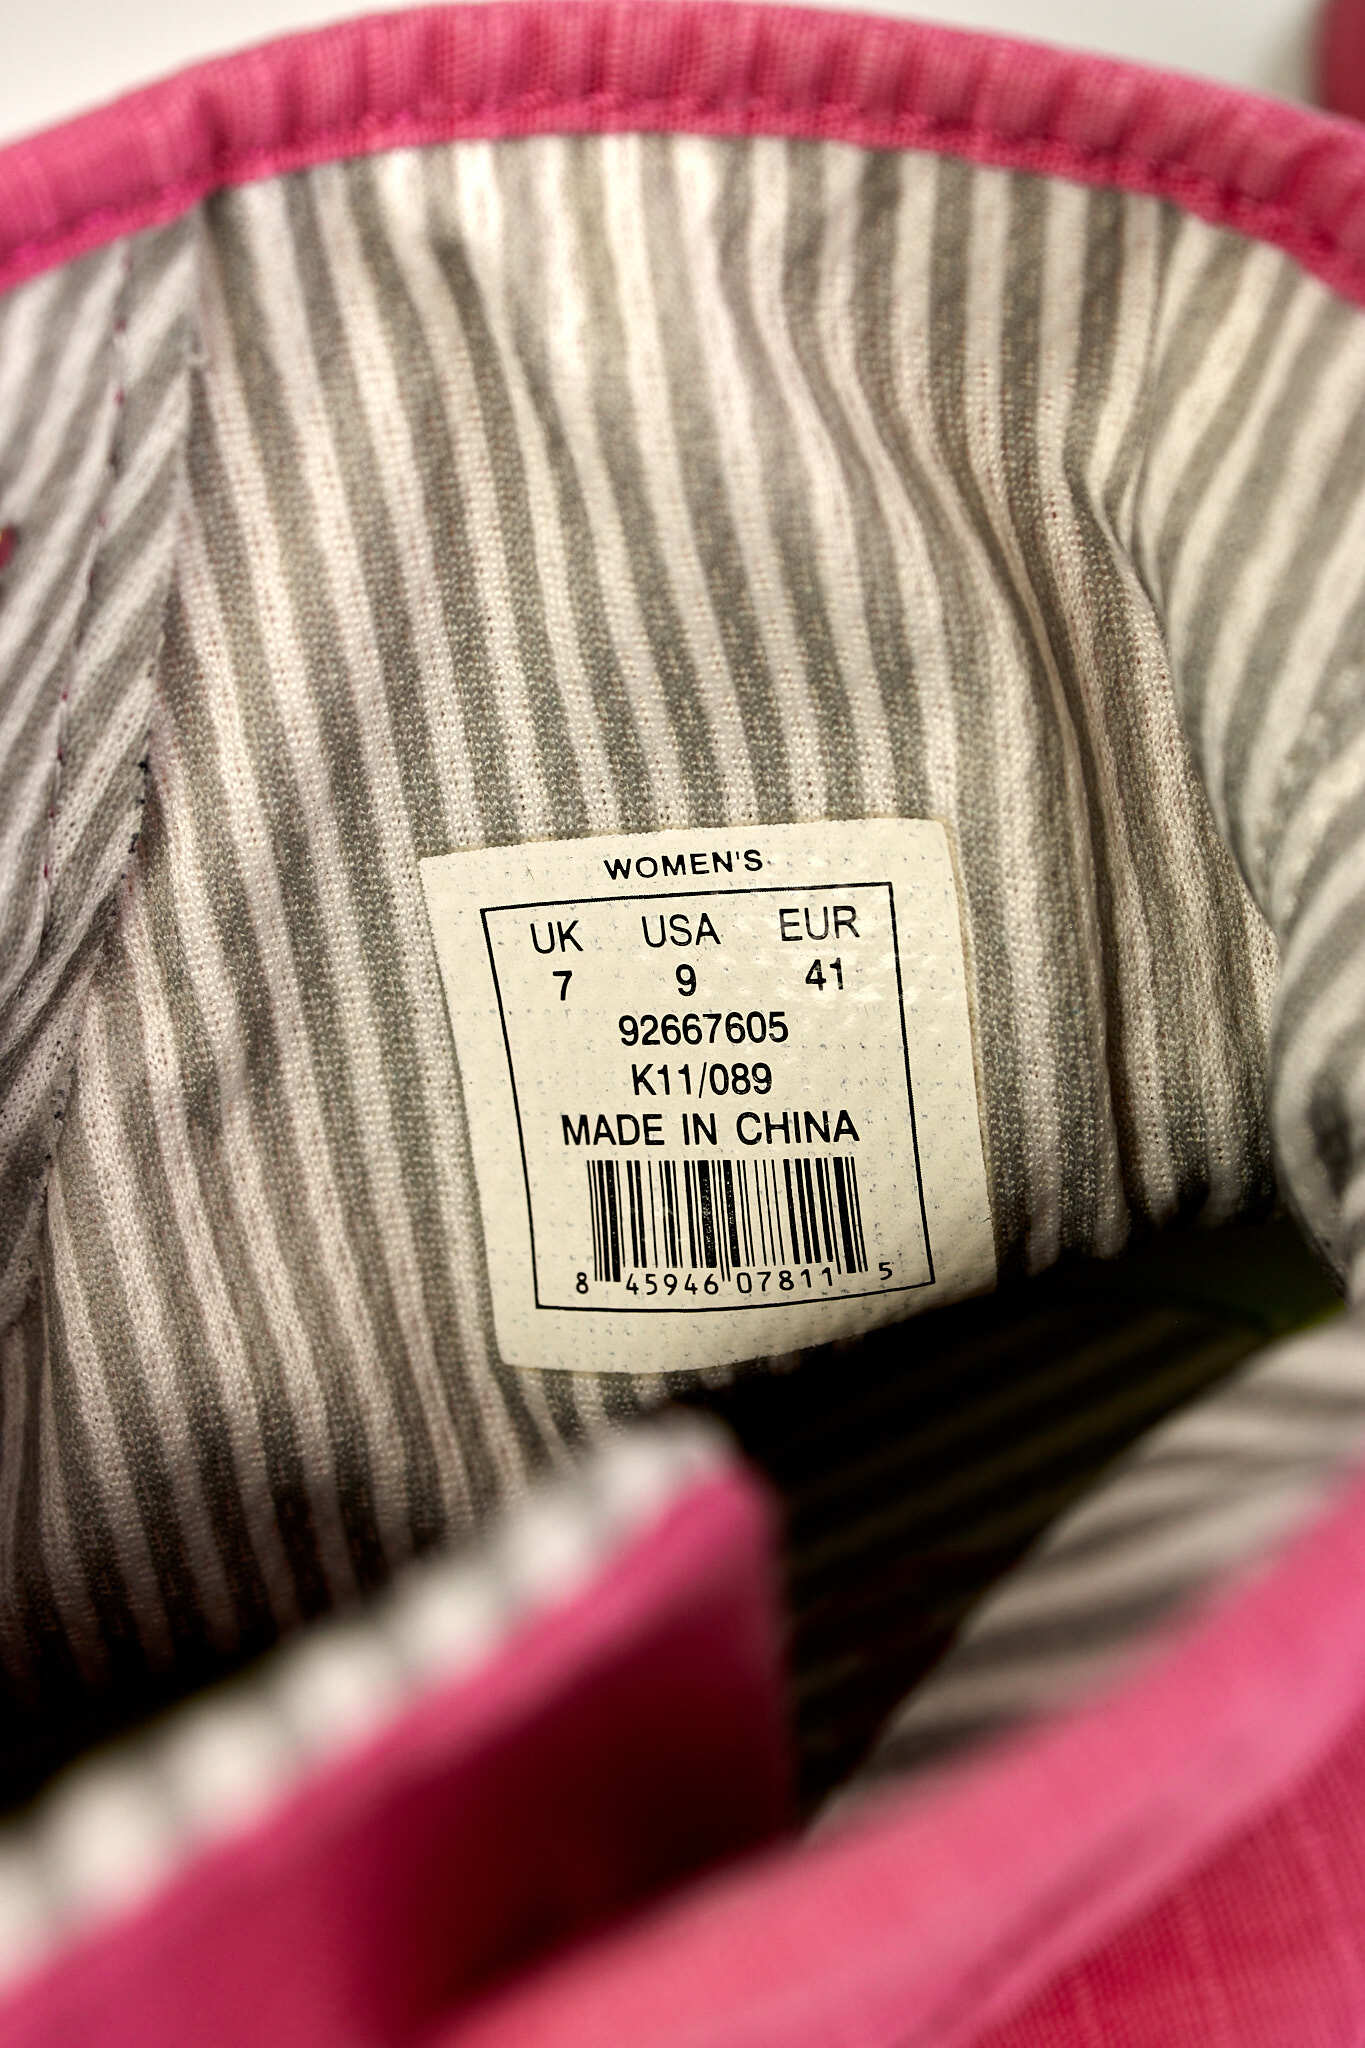 WOMEN'S
UK USA EUR
7 9 41
92667605
K11/089
MADE IN CHINA
8 45946 07811 5